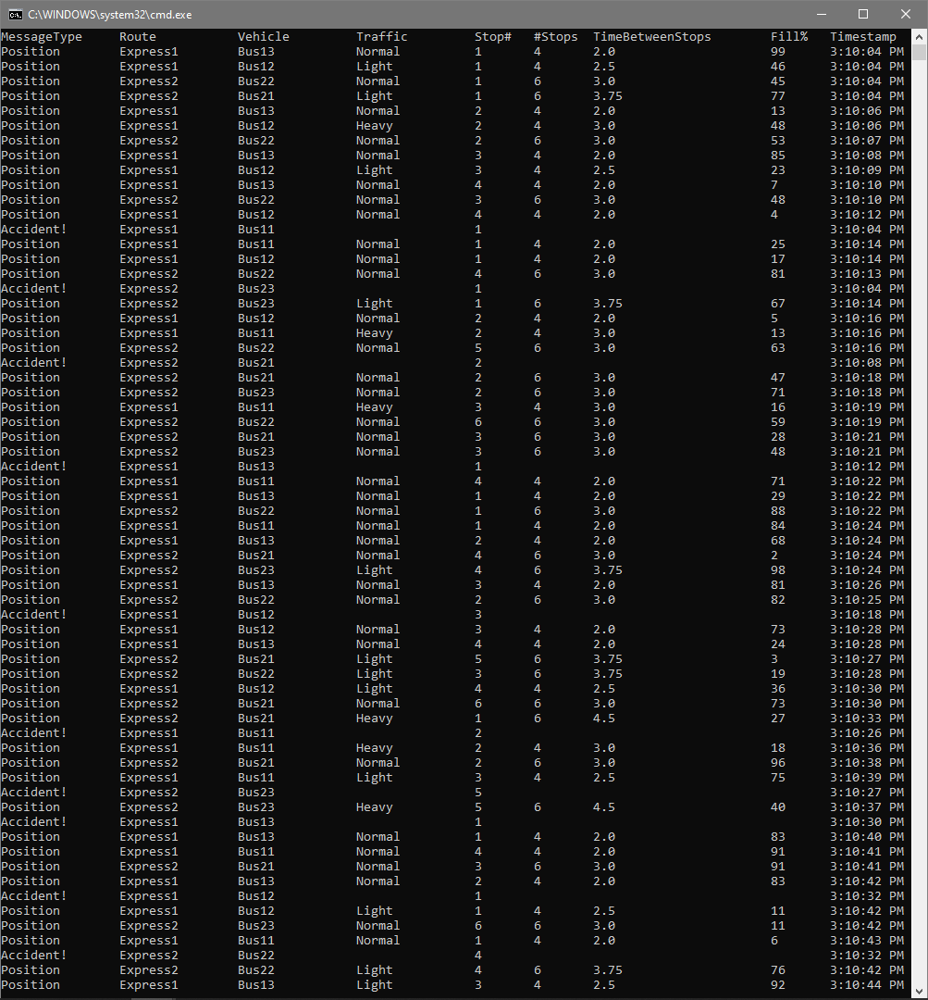 C:\WINDOWS\system32\cmd.exe
MessageType Route Vehicle Traffic Stop# #Stops TimeBetweenStops Fill% Timestamp
Position Express1 Bus13 Normal 1 4 2.0 99 3:10:04 PM
Position Express1 Bus12 Light 1 4 2.5 46 3:10:04 PM
Position Express2 Bus22 Normal 1 6 3.0 45 3:10:04 PM
Position Express2 Bus21 Light 1 6 3.75 77 3:10:04 PM
Position Express1 Bus13 Normal 2 4 2.0 13 3:10:06 PM
Position Express1 Bus12 Heavy 2 4 3.0 48 3:10:06 PM
Position Express2 Bus22 Normal 2 6 3.0 53 3:10:07 PM
Position Express1 Bus13 Normal 3 4 2.0 85 3:10:08 PM
Position Express1 Bus12 Light 3 4 2.5 23 3:10:09 PM
Position Express1 Bus13 Normal 4 4 2.0 7 3:10:10 PM
Position Express2 Bus22 Normal 3 6 3.0 48 3:10:10 PM
Position Express1 Bus12 Normal 4 4 2.0 4 3:10:12 PM
Accident! Express1 Bus11 1 3:10:04 PM
Position Express1 Bus11 Normal 1 4 2.0 25 3:10:14 PM
Position Express1 Bus12 Normal 1 4 2.0 17 3:10:14 PM
Position Express2 Bus22 Normal 4 6 3.0 81 3:10:13 PM
Accident! Express2 Bus23 1 3:10:04 PM
Position Express2 Bus23 Light 1 6 3.75 67 3:10:14 PM
Position Express1 Bus12 Normal 2 4 2.0 5 3:10:16 PM
Position Express1 Bus11 Heavy 2 4 3.0 13 3:10:16 PM
Position Express2 Bus22 Normal 5 6 3.0 63 3:10:16 PM
Accident! Express2 Bus21 2 3:10:08 PM
Position Express2 Bus21 Normal 2 6 3.0 47 3:10:18 PM
Position Express2 Bus23 Normal 2 6 3.0 71 3:10:18 PM
Position Express1 Bus11 Heavy 3 4 3.0 16 3:10:19 PM
Position Express2 Bus22 Normal 6 6 3.0 59 3:10:19 PM
Position Express2 Bus21 Normal 3 6 3.0 28 3:10:21 PM
Position Express2 Bus23 Normal 3 6 3.0 48 3:10:21 PM
Accident! Express1 Bus13 1 3:10:12 PM
Position Express1 Bus11 Normal 4 4 2.0 71 3:10:22 PM
Position Express1 Bus13 Normal 1 4 2.0 29 3:10:22 PM
Position Express2 Bus22 Normal 1 6 3.0 88 3:10:22 PM
Position Express1 Bus11 Normal 1 4 2.0 84 3:10:24 PM
Position Express1 Bus13 Normal 2 4 2.0 68 3:10:24 PM
Position Express2 Bus21 Normal 4 6 3.0 2 3:10:24 PM
Position Express2 Bus23 Light 4 6 3.75 98 3:10:24 PM
Position Express1 Bus13 Normal 3 4 2.0 81 3:10:26 PM
Position Express2 Bus22 Normal 2 6 3.0 82 3:10:25 PM
Accident! Express1 Bus12 3 3:10:18 PM
Position Express1 Bus12 Normal 3 4 2.0 73 3:10:28 PM
Position Express1 Bus13 Normal 4 4 2.0 24 3:10:28 PM
Position Express2 Bus21 Light 5 6 3.75 3 3:10:27 PM
Position Express2 Bus22 Light 3 6 3.75 19 3:10:28 PM
Position Express1 Bus12 Light 4 4 2.5 36 3:10:30 PM
Position Express2 Bus21 Normal 6 6 3.0 73 3:10:30 PM
Position Express2 Bus21 Heavy 1 6 4.5 27 3:10:33 PM
Accident! Express1 Bus11 2 3:10:26 PM
Position Express1 Bus11 Heavy 2 4 3.0 18 3:10:36 PM
Position Express2 Bus21 Normal 2 6 3.0 96 3:10:38 PM
Position Express1 Bus11 Light 3 4 2.5 75 3:10:39 PM
Accident! Express2 Bus23 5 3:10:27 PM
Position Express2 Bus23 Heavy 5 6 4.5 40 3:10:37 PM
Accident! Express1 Bus13 1 3:10:30 PM
Position Express1 Bus13 Normal 1 4 2.0 83 3:10:40 PM
Position Express1 Bus11 Normal 4 4 2.0 91 3:10:41 PM
Position Express2 Bus21 Normal 3 6 3.0 91 3:10:41 PM
Position Express1 Bus13 Normal 2 4 2.0 83 3:10:42 PM
Accident! Express1 Bus12 1 3:10:32 PM
Position Express1 Bus12 Light 1 4 2.5 11 3:10:42 PM
Position Express2 Bus23 Normal 6 6 3.0 11 3:10:42 PM
Position Express1 Bus11 Normal 1 4 2.0 6 3:10:43 PM
Accident! Express2 Bus22 4 3:10:32 PM
Position Express2 Bus22 Light 4 6 3.75 76 3:10:42 PM
Position Express1 Bus13 Light 3 4 2.5 92 3:10:44 PM